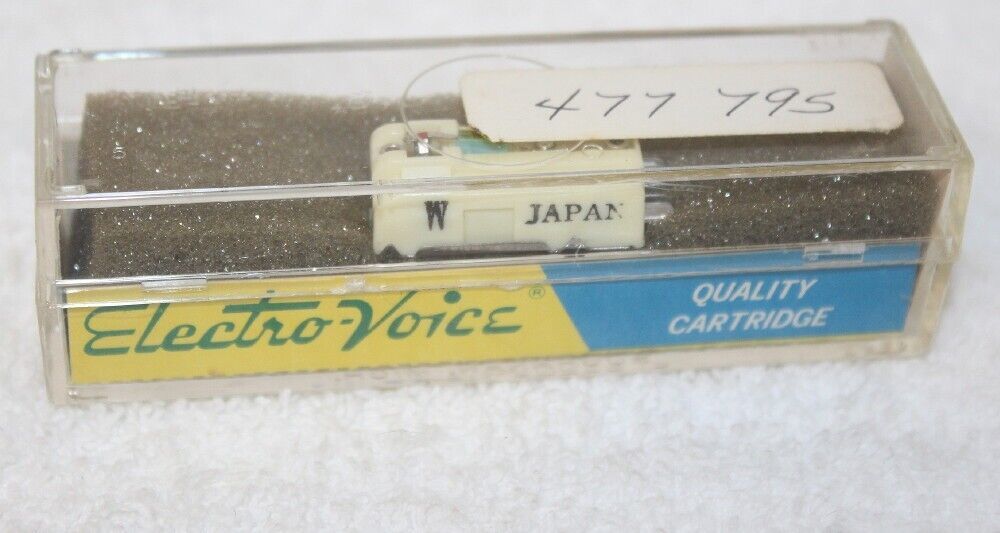 477 795
W JAPAN
Electro-Voice®
QUALITY
CARTRIDGE